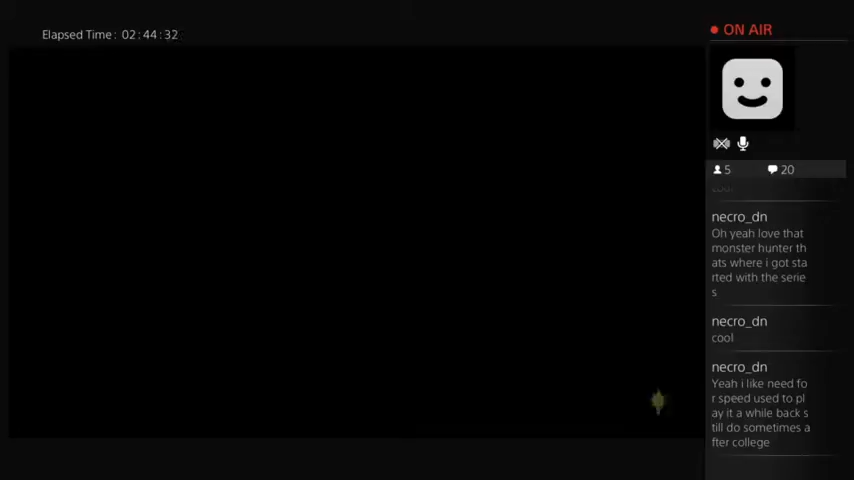 Elapsed Time: 02:44:32
ON AIR
5
20
cool
necro_dn
Oh yeah love that
monster hunter th
ats where i got sta
rted with the serie
s
necro_dn
cool
necro_dn
Yeah i like need fo
r speed used to pl
ay it a while back s
till do sometimes a
fter college